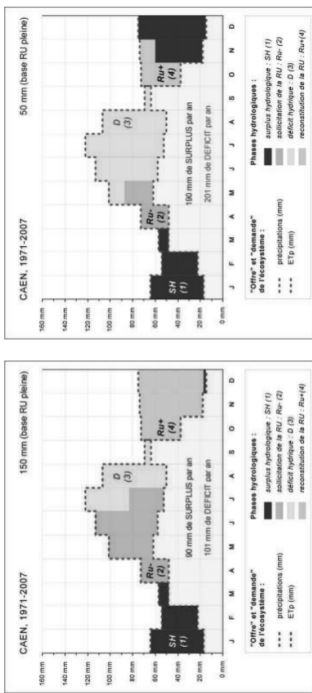 CAEN, 1971-2007
150 mm (base RU pleine)
160 mm
140 mm
120 mm
100 mm
80 mm
60 mm
40 mm
20 mm
0 mm
SH
(1)
Ru-
(2)
D
(3)
Ru+
(4)
90 mm de SURPLUS par an
101 mm de DEFICIT par an
J F M A M J J A S O N D
"Offre" et "demande"
de l'écosystème :
précipitations (mm)
ETp (mm)
Phases hydrologiques :
surplus hydrologique : SH (1)
sollicitation de la RU : Ru- (2)
déficit hydrique : D (3)
reconstitution de la RU : Ru+(4)
CAEN, 1971-2007
50 mm (base RU pleine)
160 mm
140 mm
120 mm
100 mm
80 mm
60 mm
40 mm
20 mm
0 mm
SH
(1)
Ru-
(2)
D
(3)
Ru+
(4)
190 mm de SURPLUS par an
201 mm de DEFICIT par an
J F M A M J J A S O N D
"Offre" et "demande"
de l'écosystème :
précipitations (mm)
ETp (mm)
Phases hydrologiques :
surplus hydrologique : SH (1)
sollicitation de la RU : Ru- (2)
déficit hydrique : D (3)
reconstitution de la RU : Ru+(4)